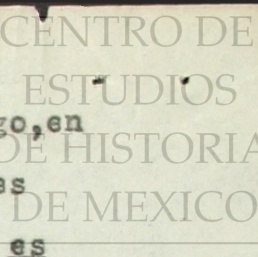 CENTRO DE
ESTUDIOS
go,en
DE HISTORIA
es
DE MEXICO
es